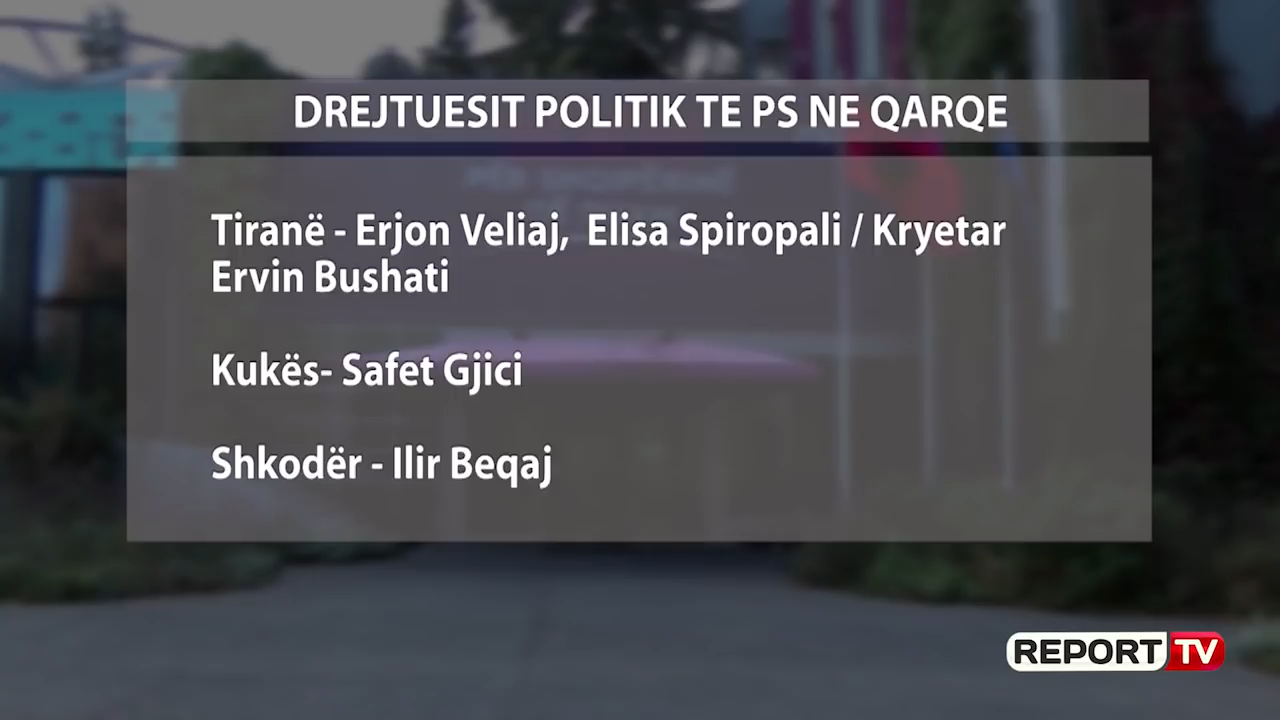 DREJTUESIT POLITIK TE PS NE QARQE
Tiranë - Erjon Veliaj,  Elisa Spiropali / Kryetar
Ervin Bushati
Kukës- Safet Gjici
Shkodër - Ilir Beqaj
REPORT TV